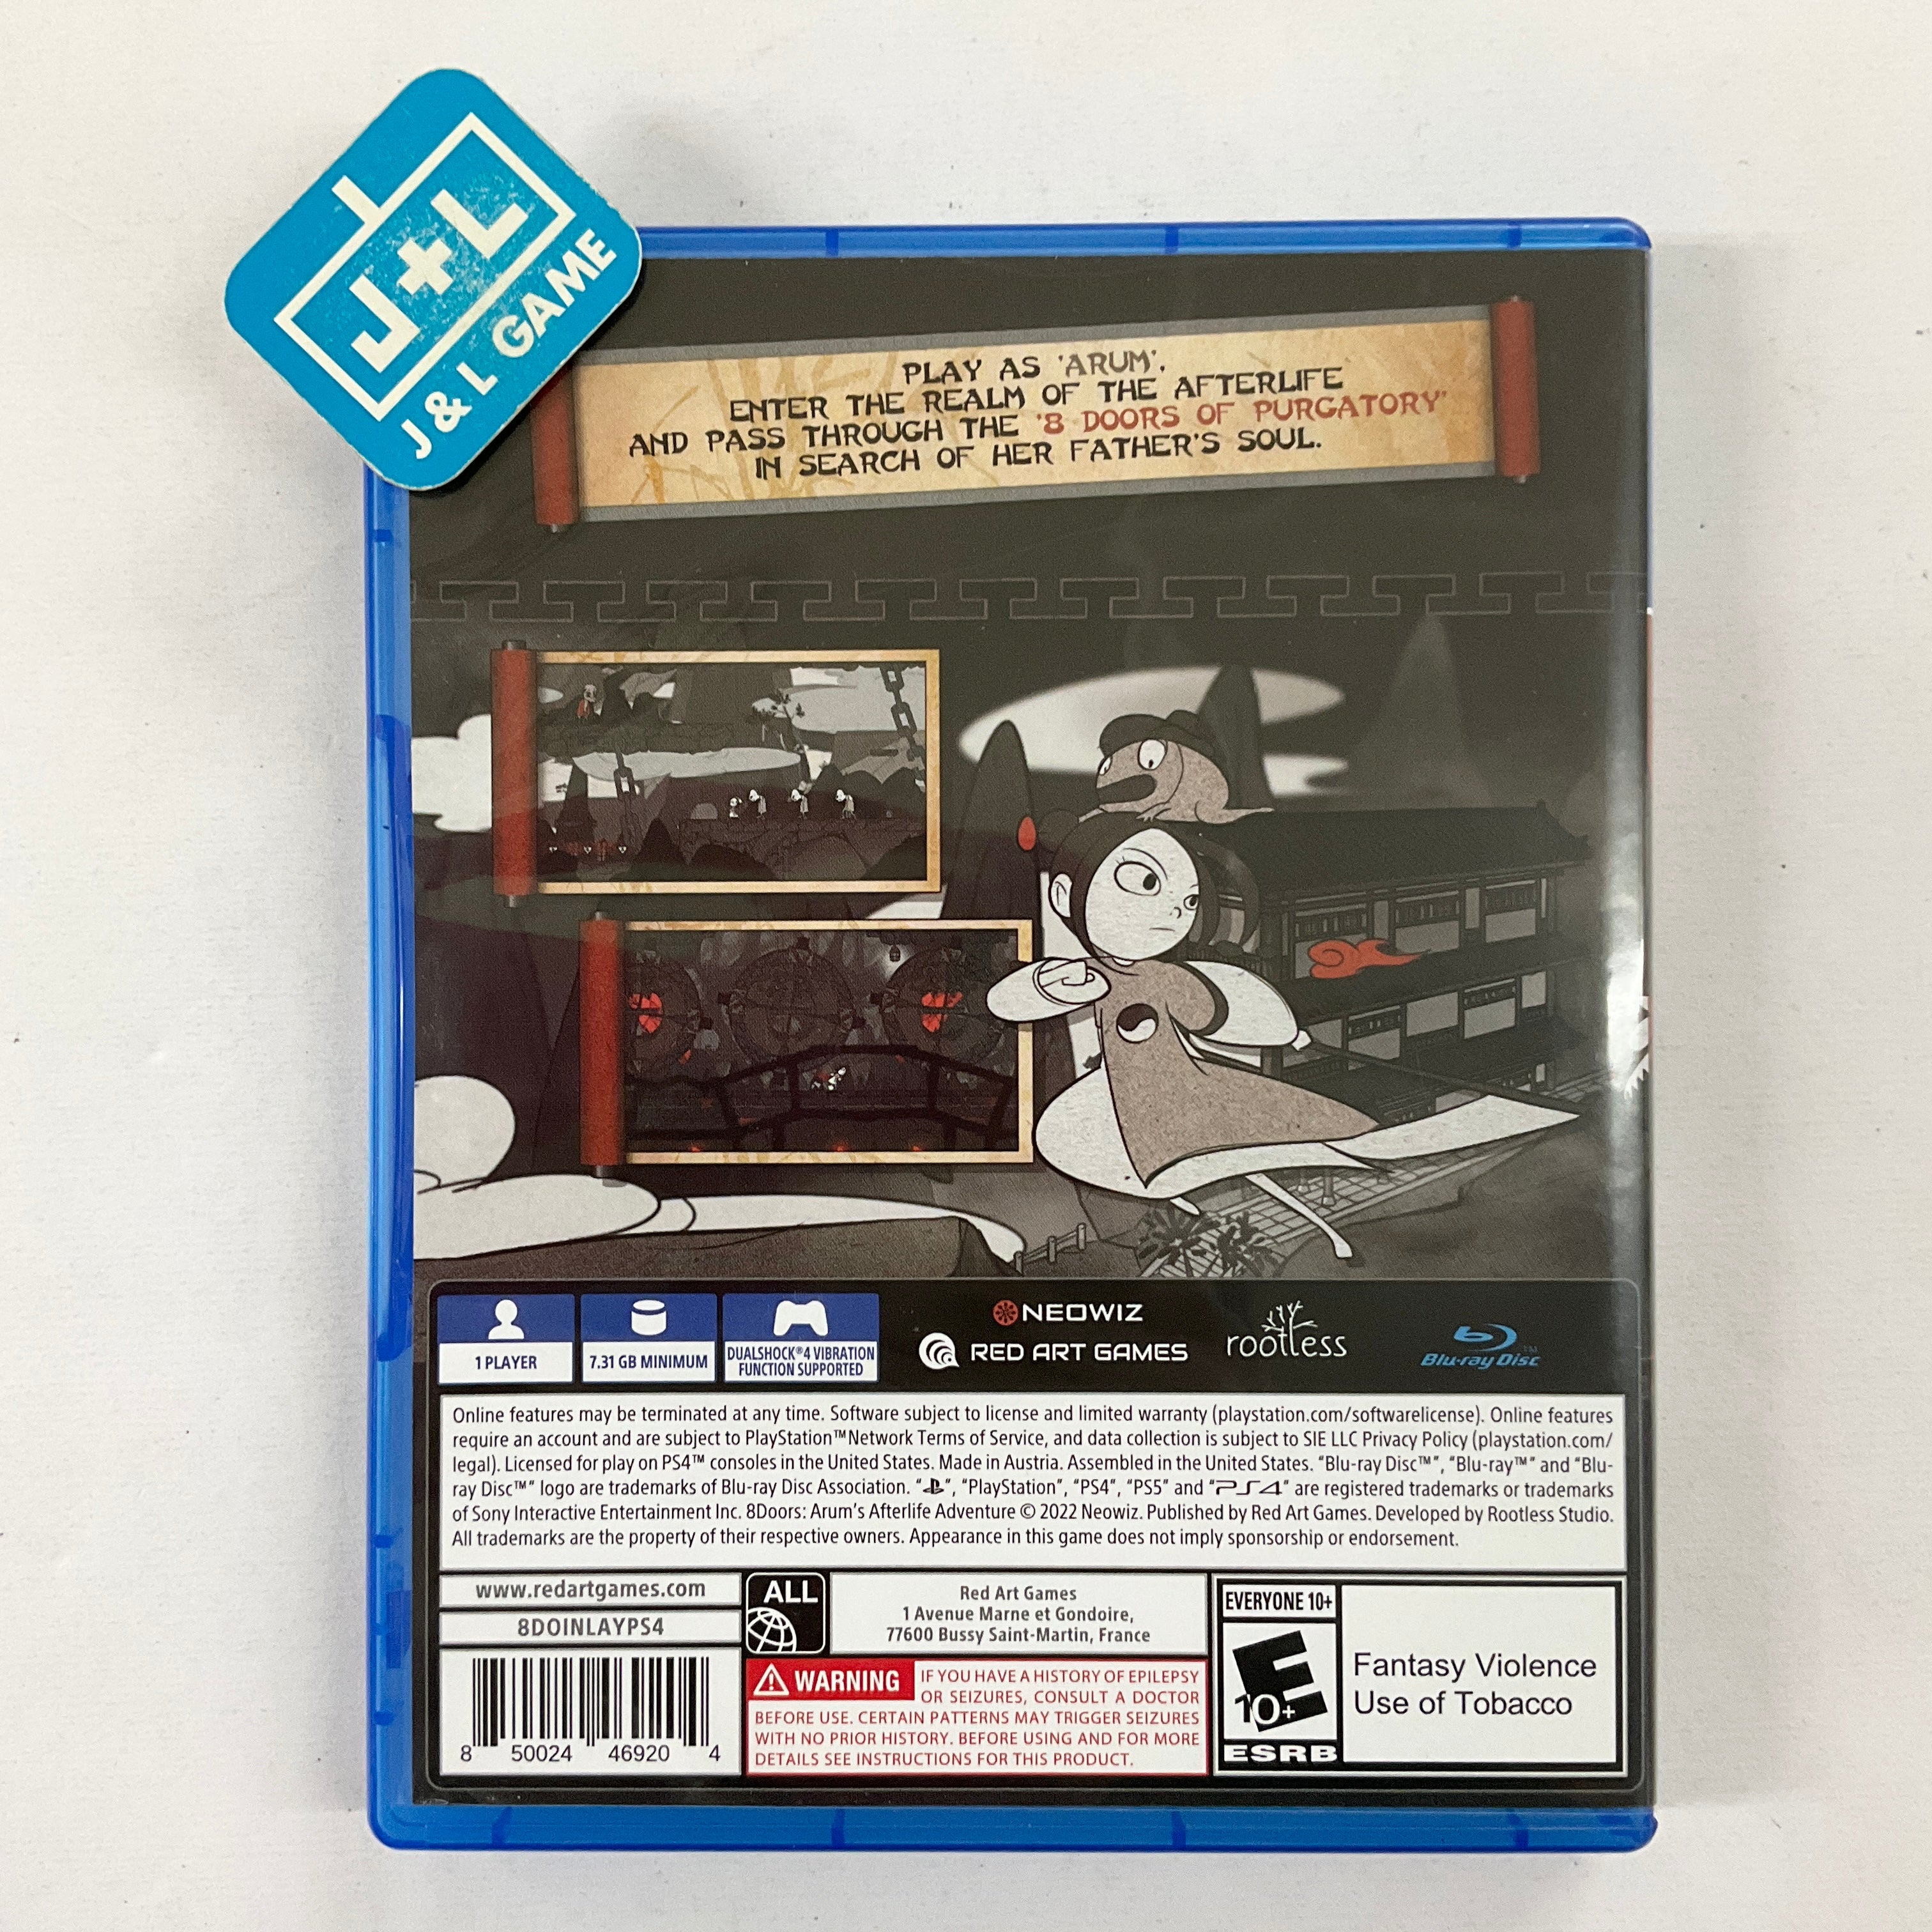 J+L
J & L GAME
PLAY AS 'ARUM',
ENTER THE REALM OF THE AFTERLIFE
AND PASS THROUGH THE '8 DOORS OF PURGATORY'
IN SEARCH OF HER FATHER'S SOUL.
1 PLAYER
7.31 GB MINIMUM
DUALSHOCK®4 VIBRATION
FUNCTION SUPPORTED
NEOWIZ
RED ART GAMES
rootless
Blu-ray Disc™
Online features may be terminated at any time. Software subject to license and limited warranty (playstation.com/softwarelicense). Online features
require an account and are subject to PlayStation™Network Terms of Service, and data collection is subject to SIE LLC Privacy Policy (playstation.com/
legal). Licensed for play on PS4™ consoles in the United States. Made in Austria. Assembled in the United States. "Blu-ray Disc™", "Blu-ray™" and "Blu-
ray Disc™" logo are trademarks of Blu-ray Disc Association. "", "PlayStation", "PS4", "PS5" and "PS4" are registered trademarks or trademarks
of Sony Interactive Entertainment Inc. 8Doors: Arum's Afterlife Adventure © 2022 Neowiz. Published by Red Art Games. Developed by Rootless Studio.
All trademarks are the property of their respective owners. Appearance in this game does not imply sponsorship or endorsement.
www.redartgames.com
8DOINLAYPS4
8 50024 46920 4
ALL
Red Art Games
1 Avenue Marne et Gondoire,
77600 Bussy Saint-Martin, France
WARNING IF YOU HAVE A HISTORY OF EPILEPSY
OR SEIZURES, CONSULT A DOCTOR
BEFORE USE. CERTAIN PATTERNS MAY TRIGGER SEIZURES
WITH NO PRIOR HISTORY. BEFORE USING AND FOR MORE
DETAILS SEE INSTRUCTIONS FOR THIS PRODUCT.
EVERYONE 10+
E
10+
ESRB
Fantasy Violence
Use of Tobacco